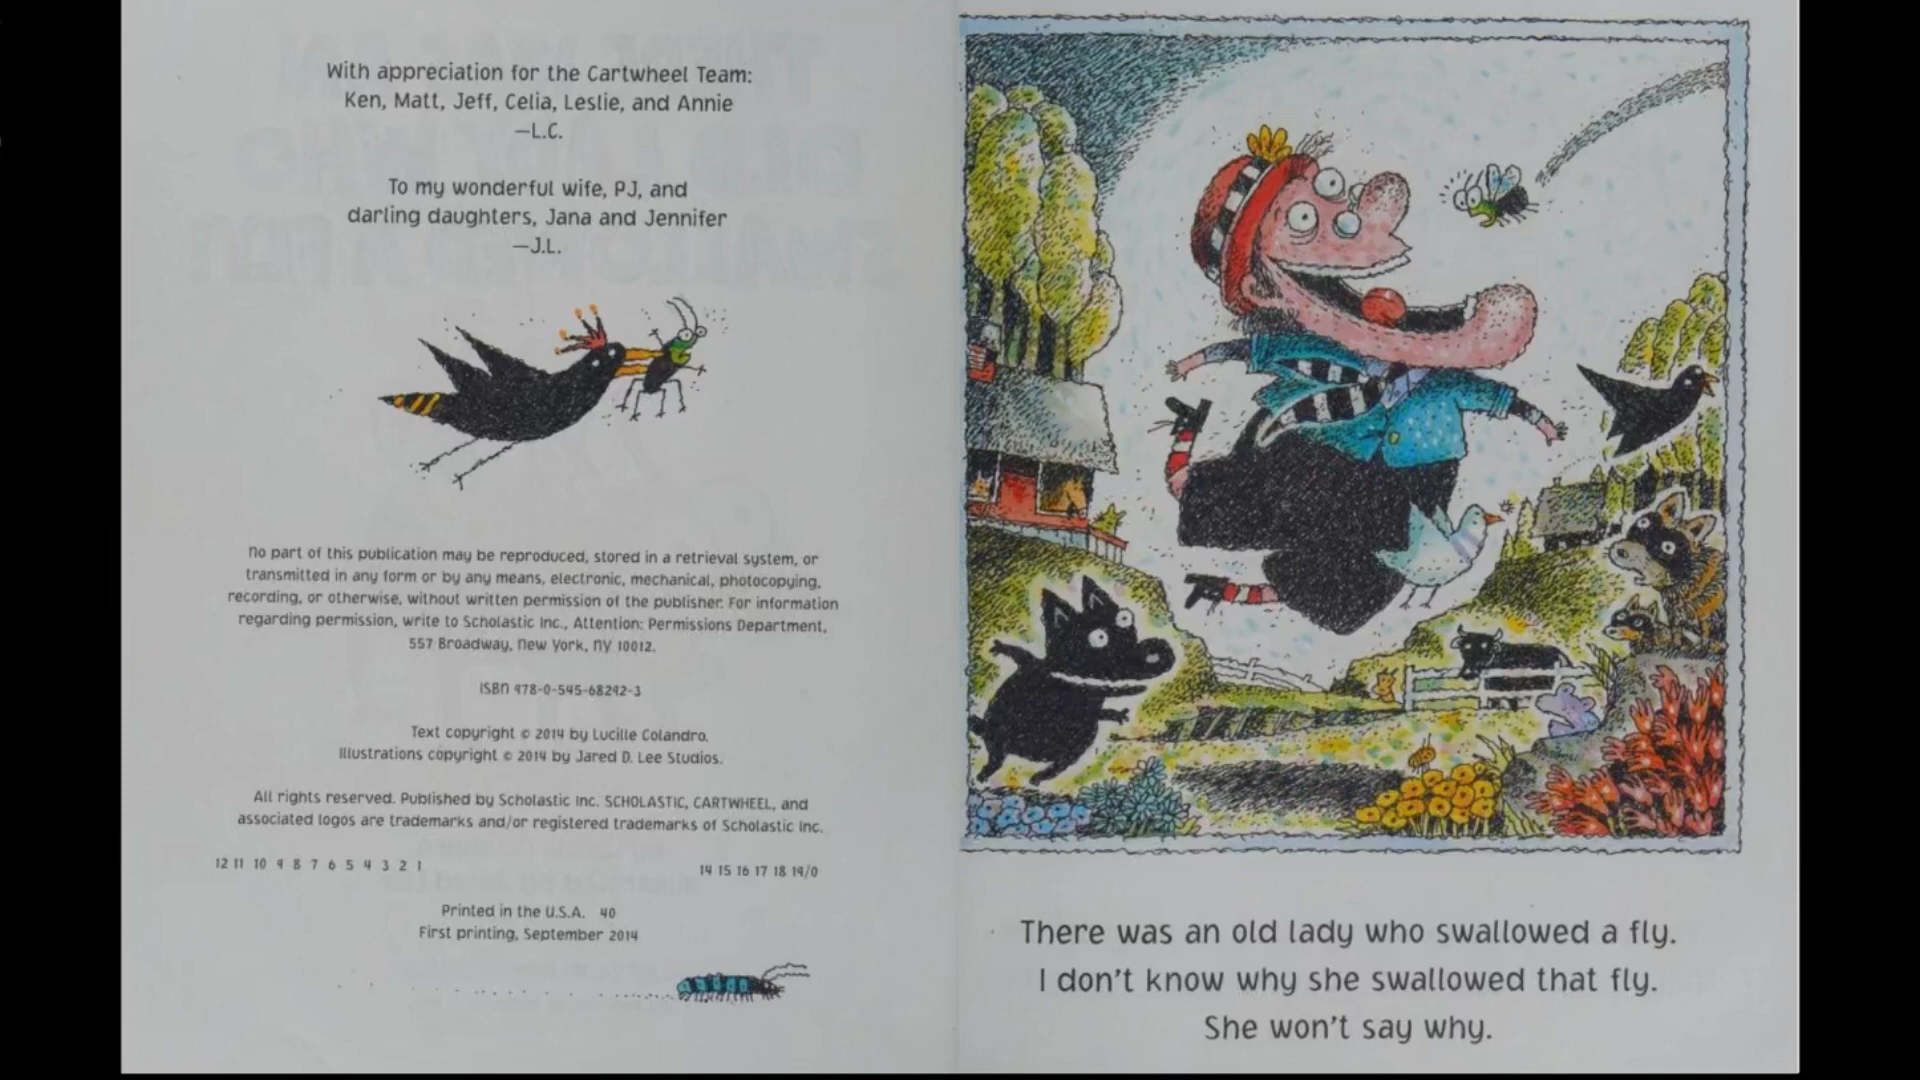 With appreciation for the Cartwheel Team:
Ken, Matt, Jeff, Celia, Leslie, and Annie
—L.C.
To my wonderful wife, PJ, and
darling daughters, Jana and Jennifer
—J.L.
No part of this publication may be reproduced, stored in a retrieval system, or
transmitted in any form or by any means, electronic, mechanical, photocopying,
recording, or otherwise, without written permission of the publisher. For information
regarding permission, write to Scholastic Inc., Attention: Permissions Department,
557 Broadway, New York, NY 10012.
ISBN 978-0-545-68292-3
Text copyright © 2014 by Lucille Colandro.
Illustrations copyright © 2014 by Jared D. Lee Studios.
All rights reserved. Published by Scholastic Inc. SCHOLASTIC, CARTWHEEL, and
associated logos are trademarks and/or registered trademarks of Scholastic Inc.
12 11 10 9 8 7 6 5 4 3 2 1 14 15 16 17 18 19/0
Printed in the U.S.A. 40
First printing, September 2014
There was an old lady who swallowed a fly.
I don't know why she swallowed that fly.
She won't say why.